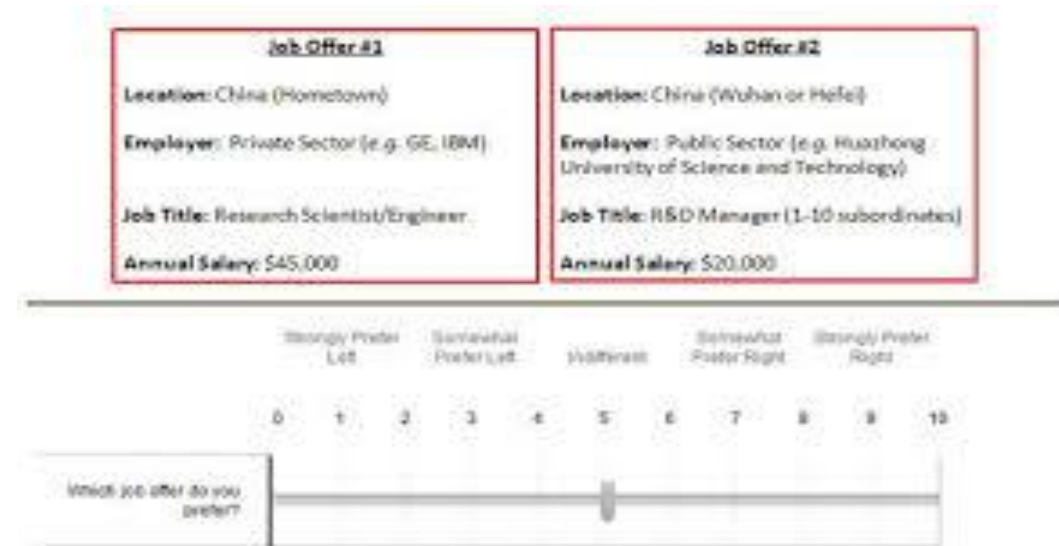 Job Offer #1
Location: China (Hometown)
Employer: Private Sector (e.g. GE, IBM)
Job Title: Research Scientist/Engineer
Annual Salary: $45,000
Job Offer #2
Location: China (Wuhan or Hefei)
Employer: Public Sector (e.g. Huazhong
University of Science and Technology)
Job Title: R&D Manager (1-10 subordinates)
Annual Salary: $20,000
Strongly Prefer
Left
Somewhat
Prefer Left
Indifferent
Somewhat
Prefer Right
Strongly Prefer
Right
0 1 2 3 4 5 6 7 8 9 10
Which job offer do you
prefer?